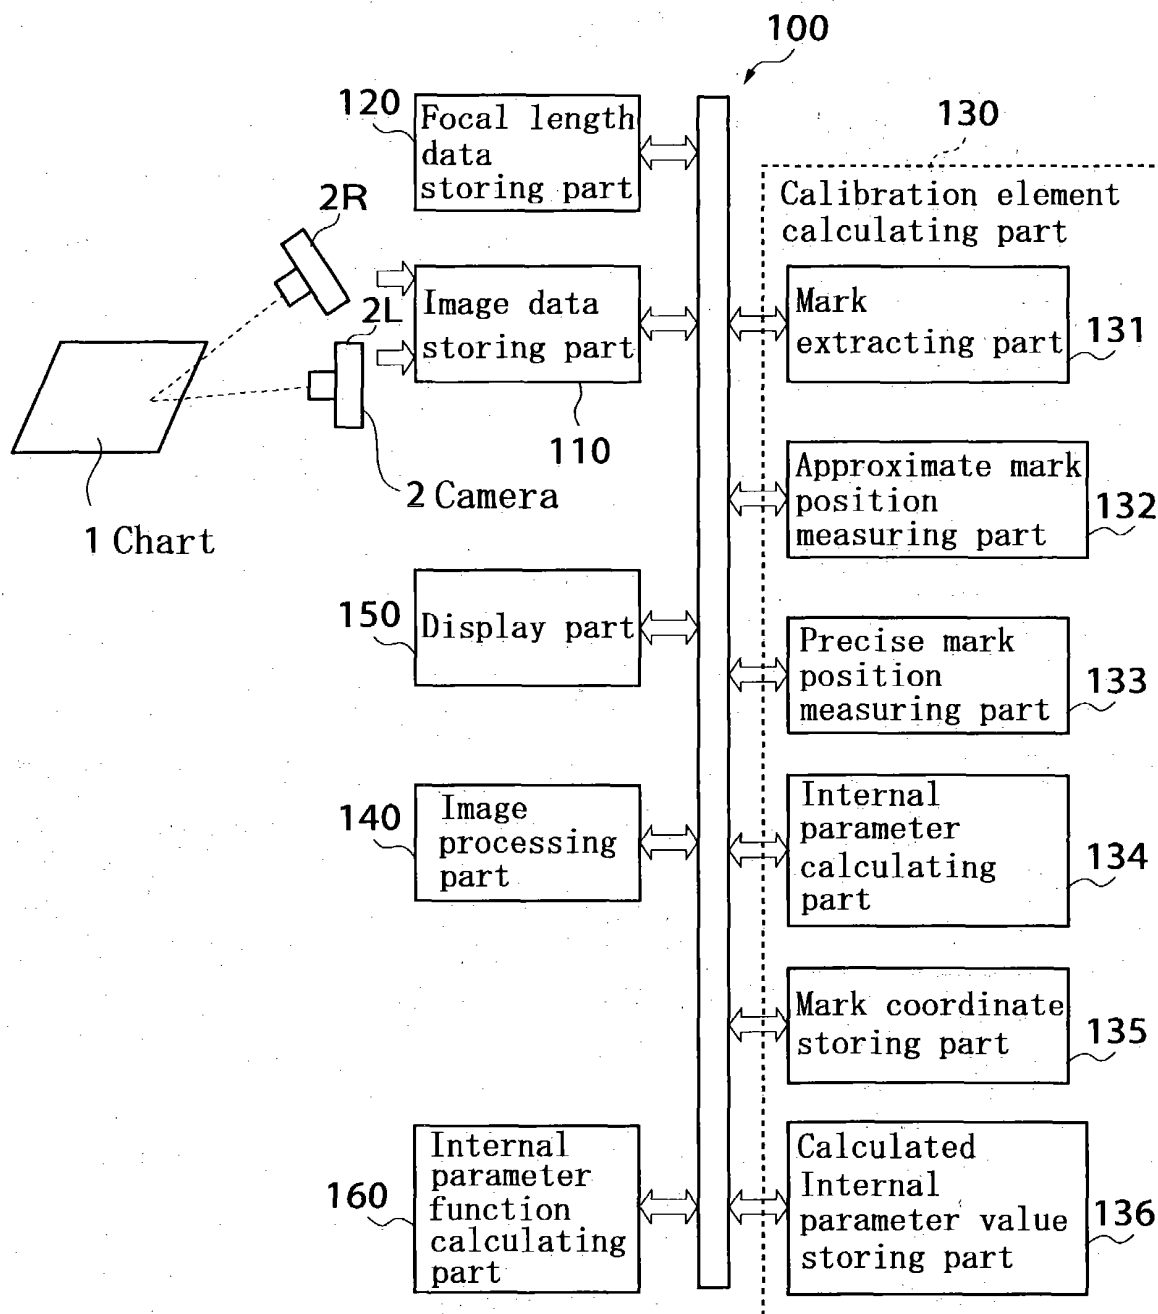 100
120
Focal length
data
storing part
130
Calibration element
calculating part
2R
2L
Image data
storing part
110
Mark
extracting part
131
1 Chart
2 Camera
Approximate mark
position
measuring part
132
150
Display part
Precise mark
position
measuring part
133
140
Image
processing
part
Internal
parameter
calculating
part
134
Mark coordinate
storing part
135
160
Internal
parameter
function
calculating
part
Calculated
Internal
parameter value
storing part
136